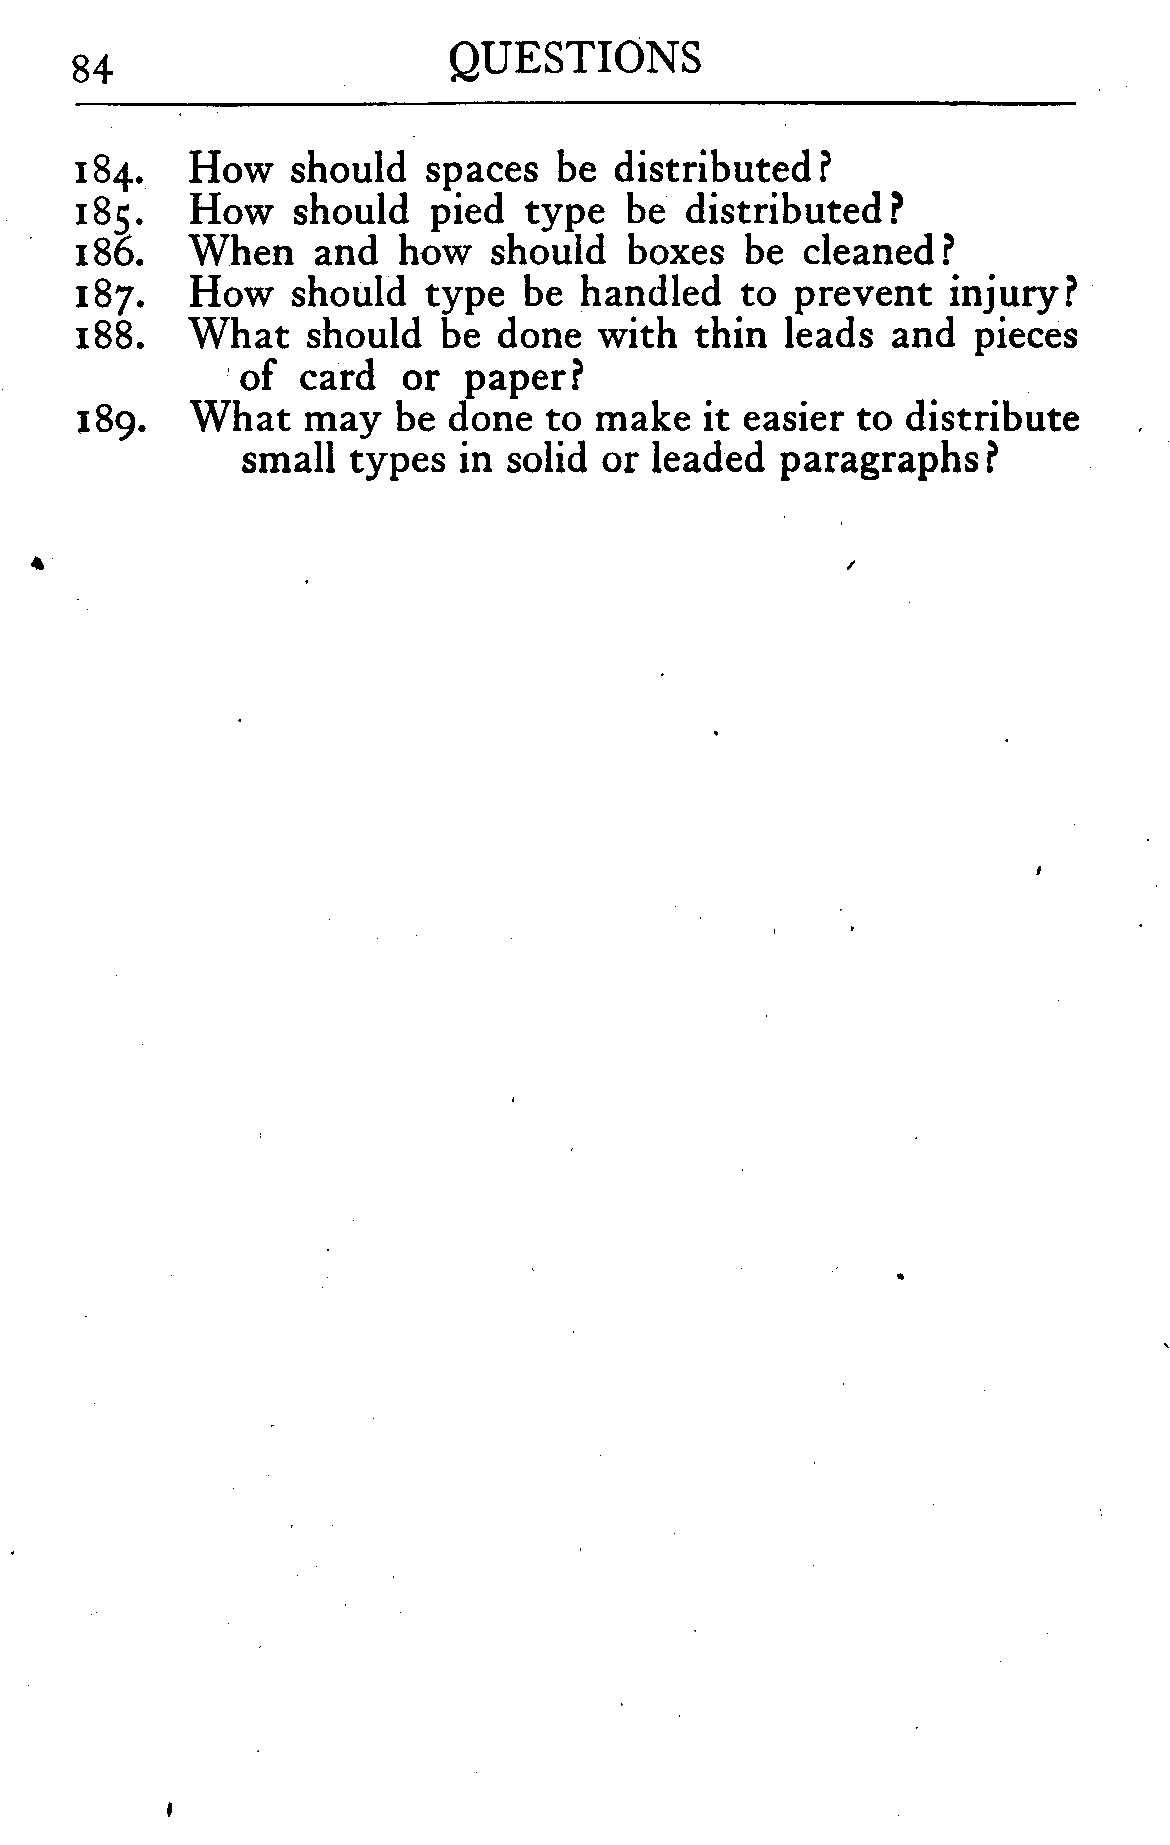 84 QUESTIONS
184. How should spaces be distributed?
185. How should pied type be distributed?
186. When and how should boxes be cleaned?
187. How should type be handled to prevent injury?
188. What should be done with thin leads and pieces
of card or paper?
189. What may be done to make it easier to distribute
small types in solid or leaded paragraphs?